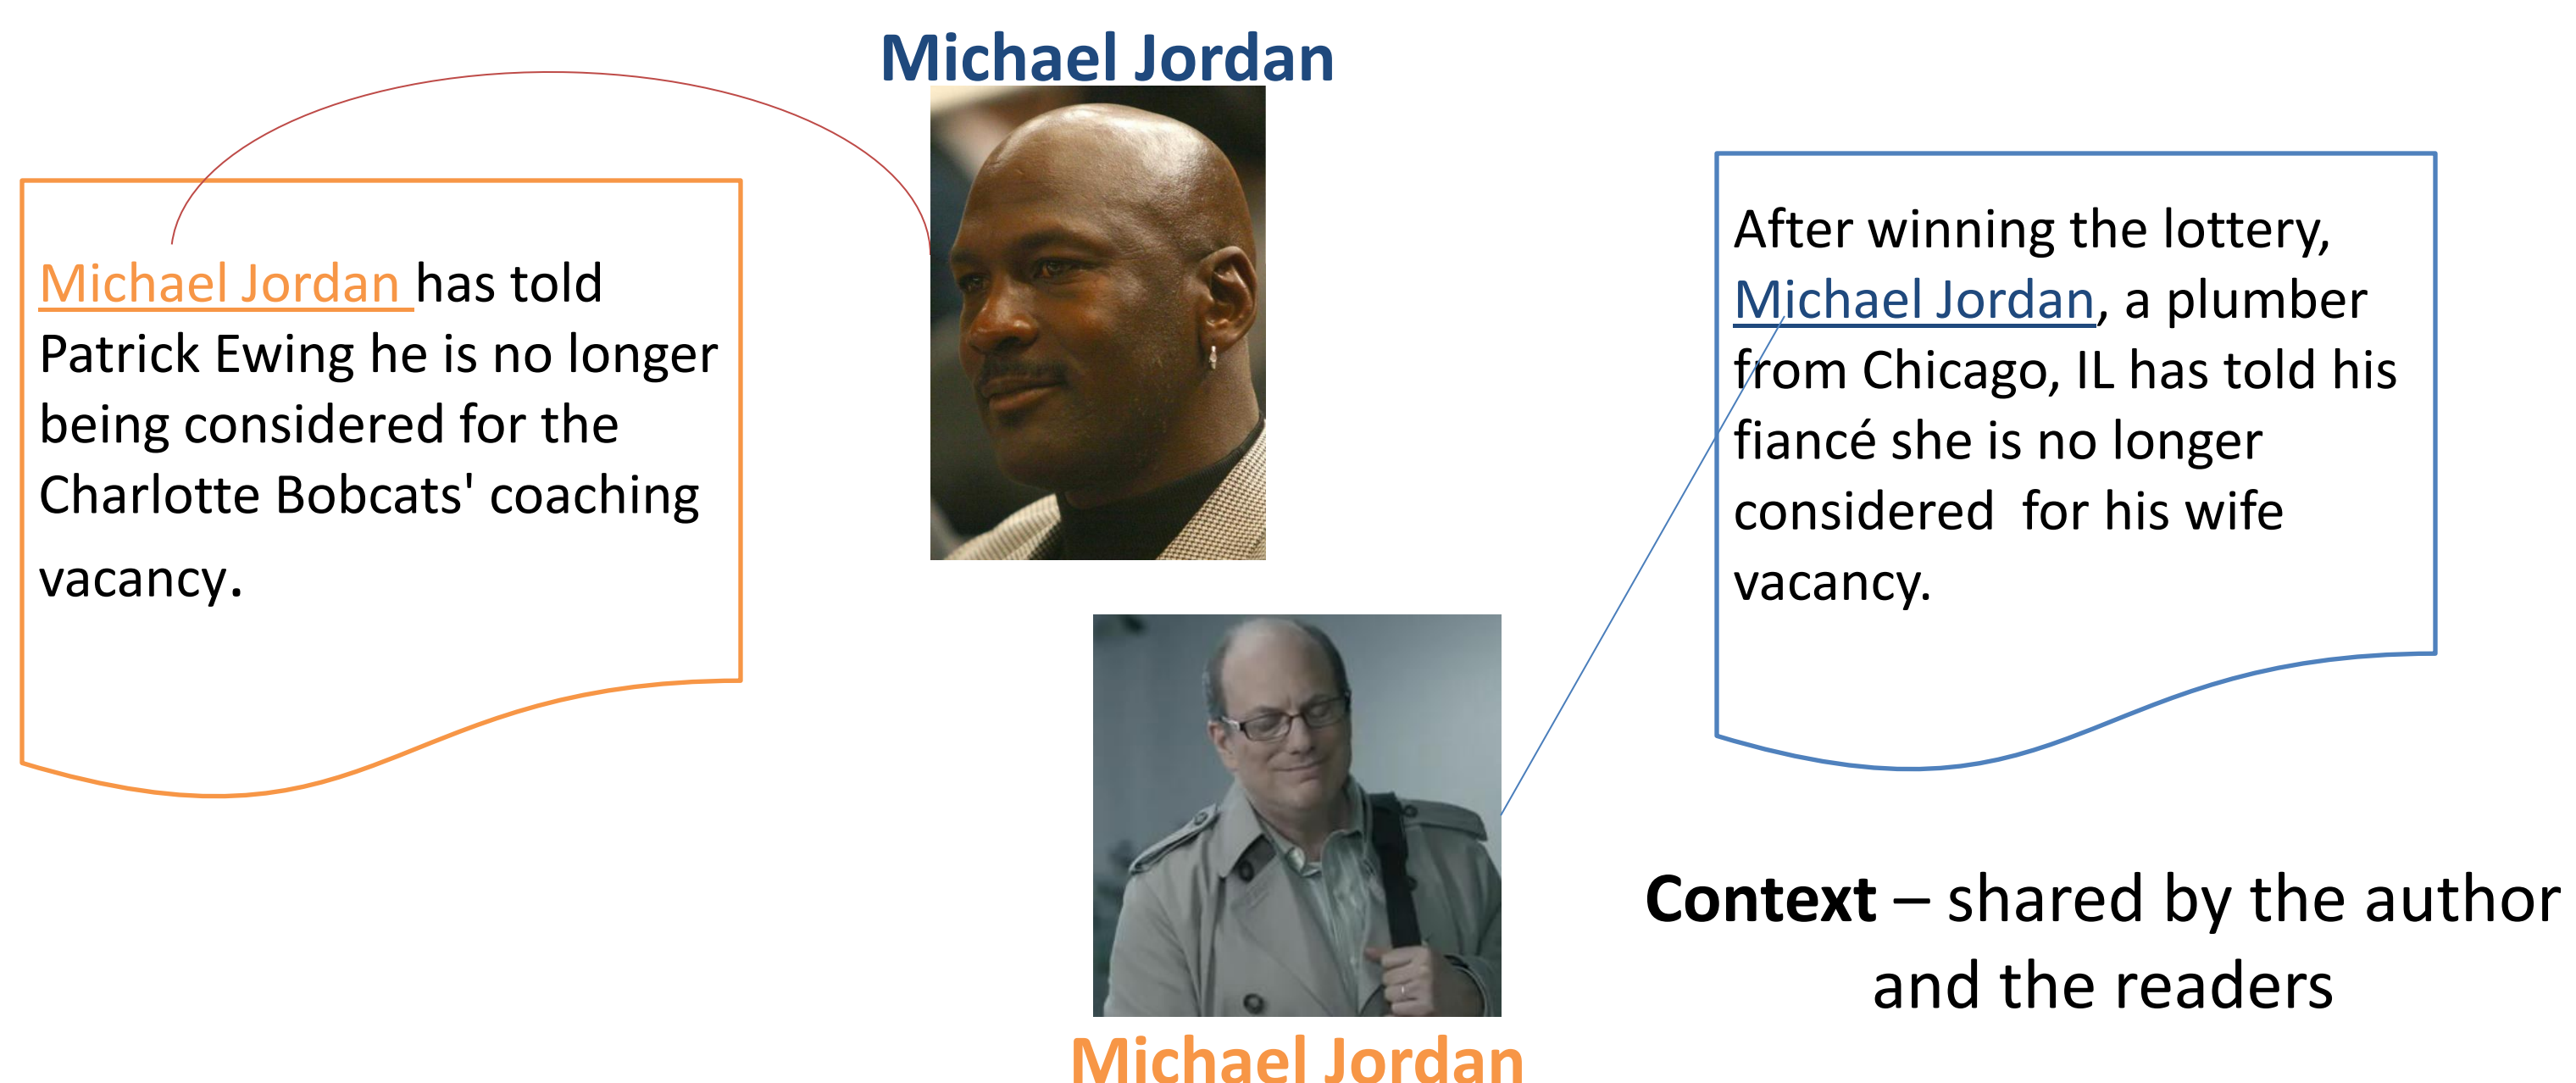 Michael Jordan
Michael Jordan has told
Patrick Ewing he is no longer
being considered for the
Charlotte Bobcats' coaching
vacancy.
After winning the lottery,
Michael Jordan, a plumber
from Chicago, IL has told his
fiancé she is no longer
considered  for his wife
vacancy.
Context – shared by the author
and the readers
Michael Jordan